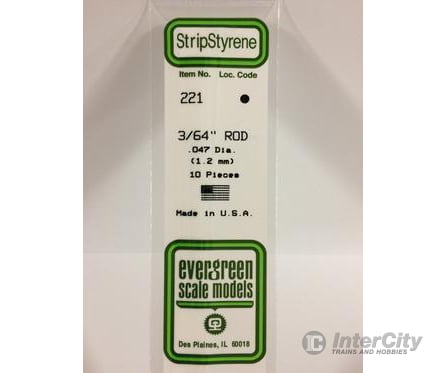 StripStyrene
Item No. Loc. Code
221
3/64" ROD
.047 Dia.
(1.2 mm)
10 Pieces
Made in U.S.A.
evergreen
scale models
Des Plaines, IL 60018
IC InterCity
TRAINS AND HOBBIES